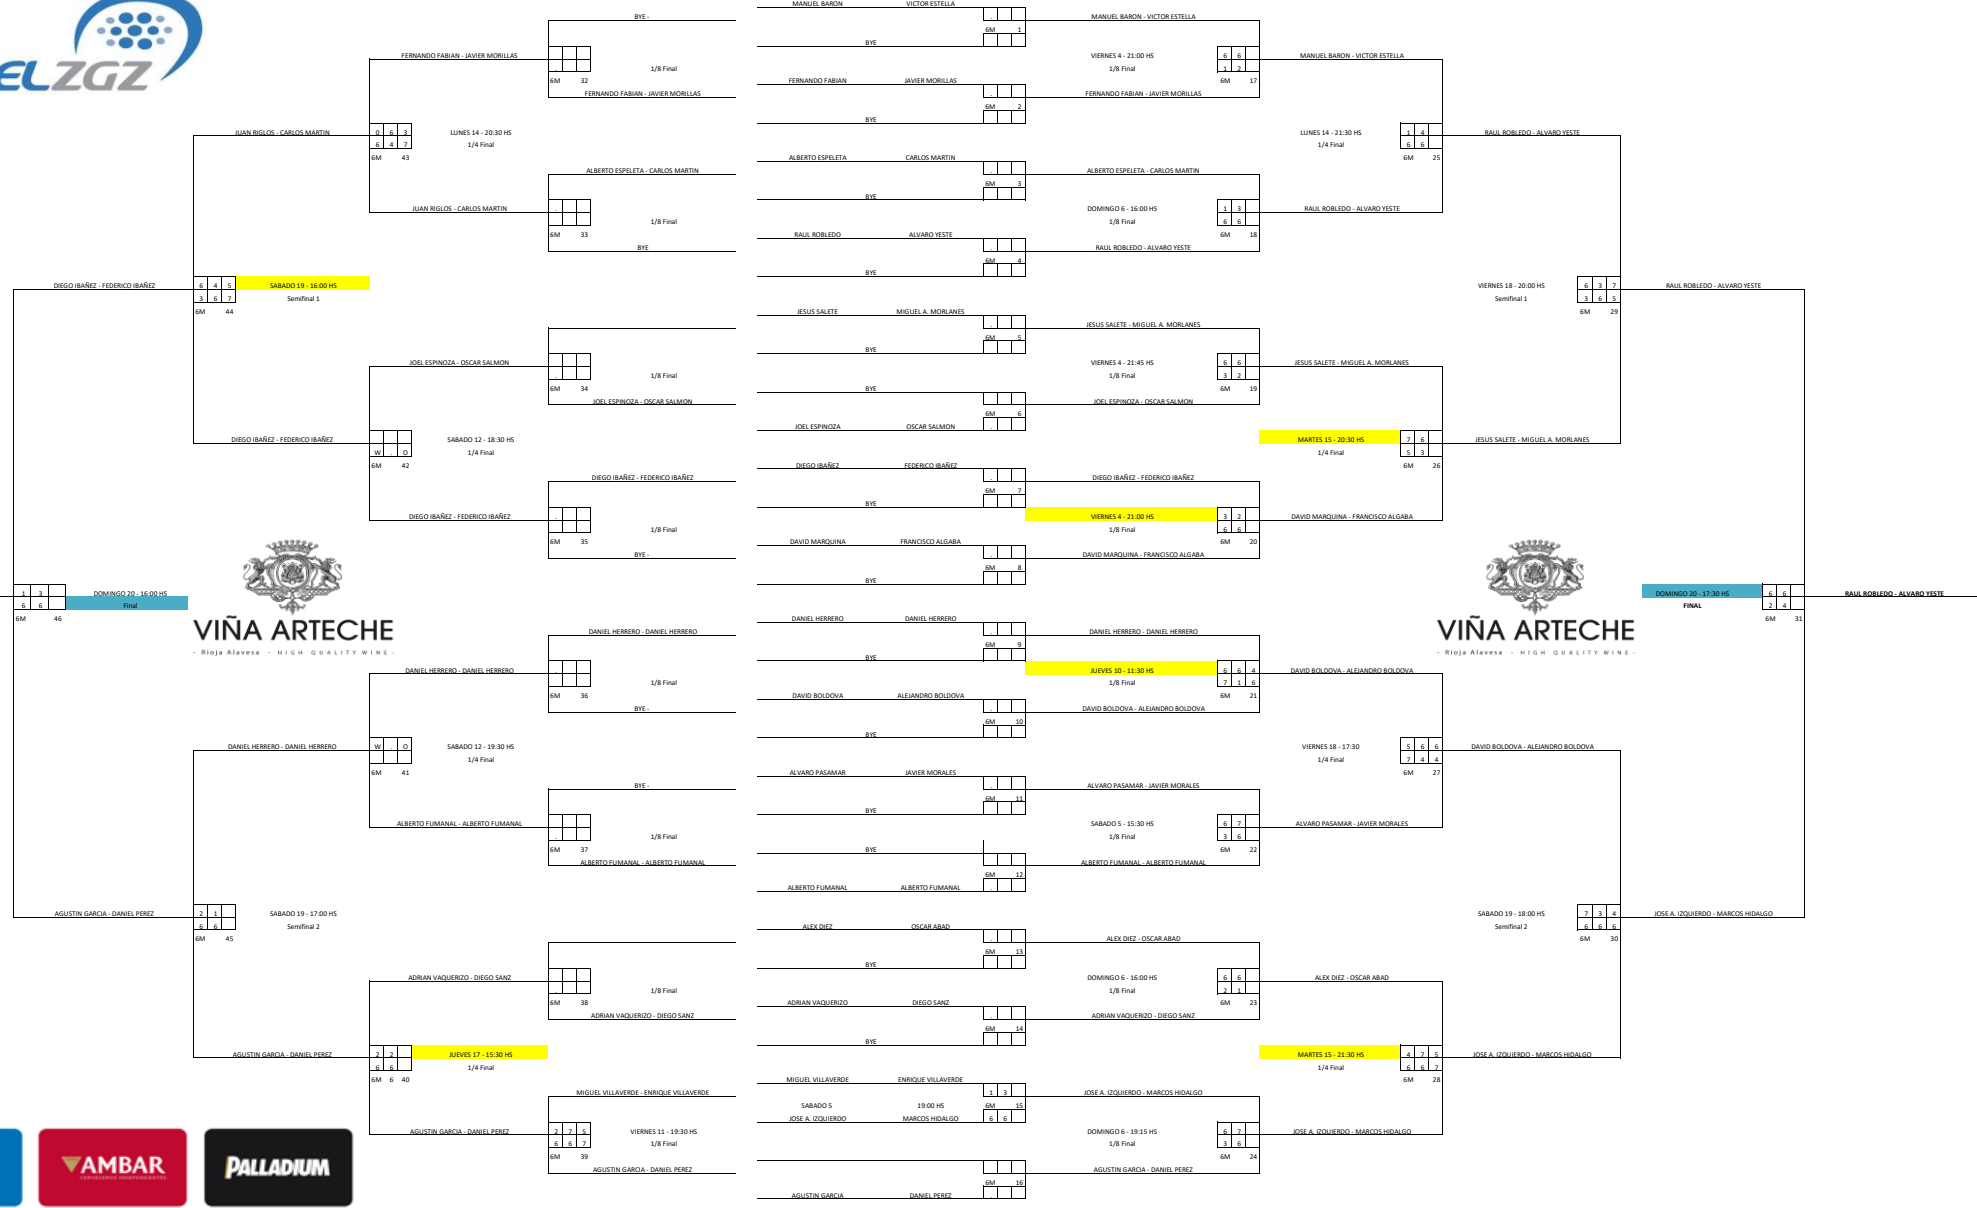 MANUEL BARON VICTOR ESTELLA
BYE - MANUEL BARON - VICTOR ESTELLA
6M 1
BYE
FERNANDO FABIAN - JAVIER MORILLAS VIERNES 4 - 21:00 HS 6 6 MANUEL BARON - VICTOR ESTELLA
1/8 Final 1/8 Final 1 2
ELZGZ
6M 32 FERNANDO FABIAN JAVIER MORILLAS 6M 17
FERNANDO FABIAN - JAVIER MORILLAS FERNANDO FABIAN - JAVIER MORILLAS
6M 2
BYE
JUAN RIGLOS - CARLOS MARTIN 0 6 3 LUNES 14 - 20:30 HS LUNES 14 - 21:30 HS 1 4 RAUL ROBLEDO - ALVARO YESTE
6 4 7 1/4 Final 1/4 Final 6 6
6M 43 ALBERTO ESPELETA CARLOS MARTIN 6M 25
ALBERTO ESPELETA - CARLOS MARTIN ALBERTO ESPELETA - CARLOS MARTIN
6M 3
BYE
JUAN RIGLOS - CARLOS MARTIN DOMINGO 6 - 16:00 HS 1 3 RAUL ROBLEDO - ALVARO YESTE
1/8 Final 1/8 Final 6 6
6M 33 RAUL ROBLEDO ALVARO YESTE 6M 18
BYE RAUL ROBLEDO - ALVARO YESTE
6M 4
BYE
DIEGO IBAÑEZ - FEDERICO IBAÑEZ 6 4 5 SABADO 19 - 16:00 HS VIERNES 18 - 20:00 HS 6 3 7 RAUL ROBLEDO - ALVARO YESTE
3 6 7 Semifinal 1 Semifinal 1 3 6 5
6M 44 JESUS SALETE MIGUEL A. MORLANES 6M 29
JESUS SALETE - MIGUEL A. MORLANES
6M 5
BYE
JOEL ESPINOZA - OSCAR SALMON VIERNES 4 - 21:45 HS 6 6 JESUS SALETE - MIGUEL A. MORLANES
1/8 Final 1/8 Final 3 2
6M 34 BYE 6M 19
JOEL ESPINOZA - OSCAR SALMON JOEL ESPINOZA - OSCAR SALMON
6M 6
JOEL ESPINOZA OSCAR SALMON
DIEGO IBAÑEZ - FEDERICO IBAÑEZ SABADO 12 - 18:30 HS MARTES 15 - 20:30 HS 7 6 JESUS SALETE - MIGUEL A. MORLANES
W . O 1/4 Final 1/4 Final 5 3
6M 42 DIEGO IBAÑEZ FEDERICO IBAÑEZ 6M 26
DIEGO IBAÑEZ - FEDERICO IBAÑEZ DIEGO IBAÑEZ - FEDERICO IBAÑEZ
6M 7
BYE
DIEGO IBAÑEZ - FEDERICO IBAÑEZ VIERNES 4 - 21:00 HS 3 2 DAVID MARQUINA - FRANCISCO ALGABA
1/8 Final 1/8 Final 6 6
6M 35 DAVID MARQUINA FRANCISCO ALGABA 6M 20
BYE - DAVID MARQUINA - FRANCISCO ALGABA
6M 8
BYE
1 3 DOMINGO 20 - 16:00 HS DOMINGO 20 - 17:30 HS 6 6 RAUL ROBLEDO - ALVARO YESTE
6 6 Final FINAL 2 4
6M 46 DANIEL HERRERO DANIEL HERRERO 6M 31
VIÑA ARTECHE DANIEL HERRERO - DANIEL HERRERO DANIEL HERRERO - DANIEL HERRERO VIÑA ARTECHE
6M 9
- Rioja Alavesa - HIGH QUALITY WINE - BYE - Rioja Alavesa - HIGH QUALITY WINE -
DANIEL HERRERO - DANIEL HERRERO JUEVES 10 - 11:30 HS 6 6 4 DAVID BOLDOVA - ALEJANDRO BOLDOVA
1/8 Final 1/8 Final 7 1 6
6M 36 DAVID BOLDOVA ALEJANDRO BOLDOVA 6M 21
BYE - DAVID BOLDOVA - ALEJANDRO BOLDOVA
6M 10
BYE
DANIEL HERRERO - DANIEL HERRERO W . O SABADO 12 - 19:30 HS VIERNES 18 - 17:30 5 6 6 DAVID BOLDOVA - ALEJANDRO BOLDOVA
1/4 Final 1/4 Final 7 4 4
6M 41 ALVARO PASAMAR JAVIER MORALES 6M 27
BYE - ALVARO PASAMAR - JAVIER MORALES
6M 11
BYE
ALBERTO FUMANAL - ALBERTO FUMANAL SABADO 5 - 15:30 HS 6 7 ALVARO PASAMAR - JAVIER MORALES
1/8 Final 1/8 Final 3 6
6M 37 BYE 6M 22
ALBERTO FUMANAL - ALBERTO FUMANAL ALBERTO FUMANAL - ALBERTO FUMANAL
6M 12
ALBERTO FUMANAL ALBERTO FUMANAL
AGUSTIN GARCIA - DANIEL PEREZ 2 1 SABADO 19 - 17:00 HS SABADO 19 - 18:00 HS 7 3 4 JOSE A. IZQUIERDO - MARCOS HIDALGO
6 6 Semifinal 2 Semifinal 2 6 6 6
6M 45 ALEX DIEZ OSCAR ABAD 6M 30
ALEX DIEZ - OSCAR ABAD
6M 13
BYE
ADRIAN VAQUERIZO - DIEGO SANZ DOMINGO 6 - 16:00 HS 6 6 ALEX DIEZ - OSCAR ABAD
1/8 Final 1/8 Final 2 1
6M 38 ADRIAN VAQUERIZO DIEGO SANZ 6M 23
ADRIAN VAQUERIZO - DIEGO SANZ ADRIAN VAQUERIZO - DIEGO SANZ
6M 14
BYE
AGUSTIN GARCIA - DANIEL PEREZ 2 2 JUEVES 17 - 15:30 HS MARTES 15 - 21:30 HS 4 7 5 JOSE A. IZQUIERDO - MARCOS HIDALGO
6 6 1/4 Final 1/4 Final 6 6 7
6M 6 40 MIGUEL VILLAVERDE ENRIQUE VILLAVERDE 6M 28
MIGUEL VILLAVERDE - ENRIQUE VILLAVERDE 1 3 JOSE A. IZQUIERDO - MARCOS HIDALGO
SABADO 5 19:00 HS 6M 15
JOSE A. IZQUIERDO MARCOS HIDALGO 6 6
AGUSTIN GARCIA - DANIEL PEREZ 2 7 5 VIERNES 11 - 19:30 HS DOMINGO 6 - 19:15 HS 6 7 JOSE A. IZQUIERDO - MARCOS HIDALGO
6 6 7 1/8 Final 1/8 Final 3 6
6M 39 6M 24
AGUSTIN GARCIA - DANIEL PEREZ AGUSTIN GARCIA - DANIEL PEREZ
6M 16
AGUSTIN GARCIA DANIEL PEREZ
AMBAR PALLADIUM